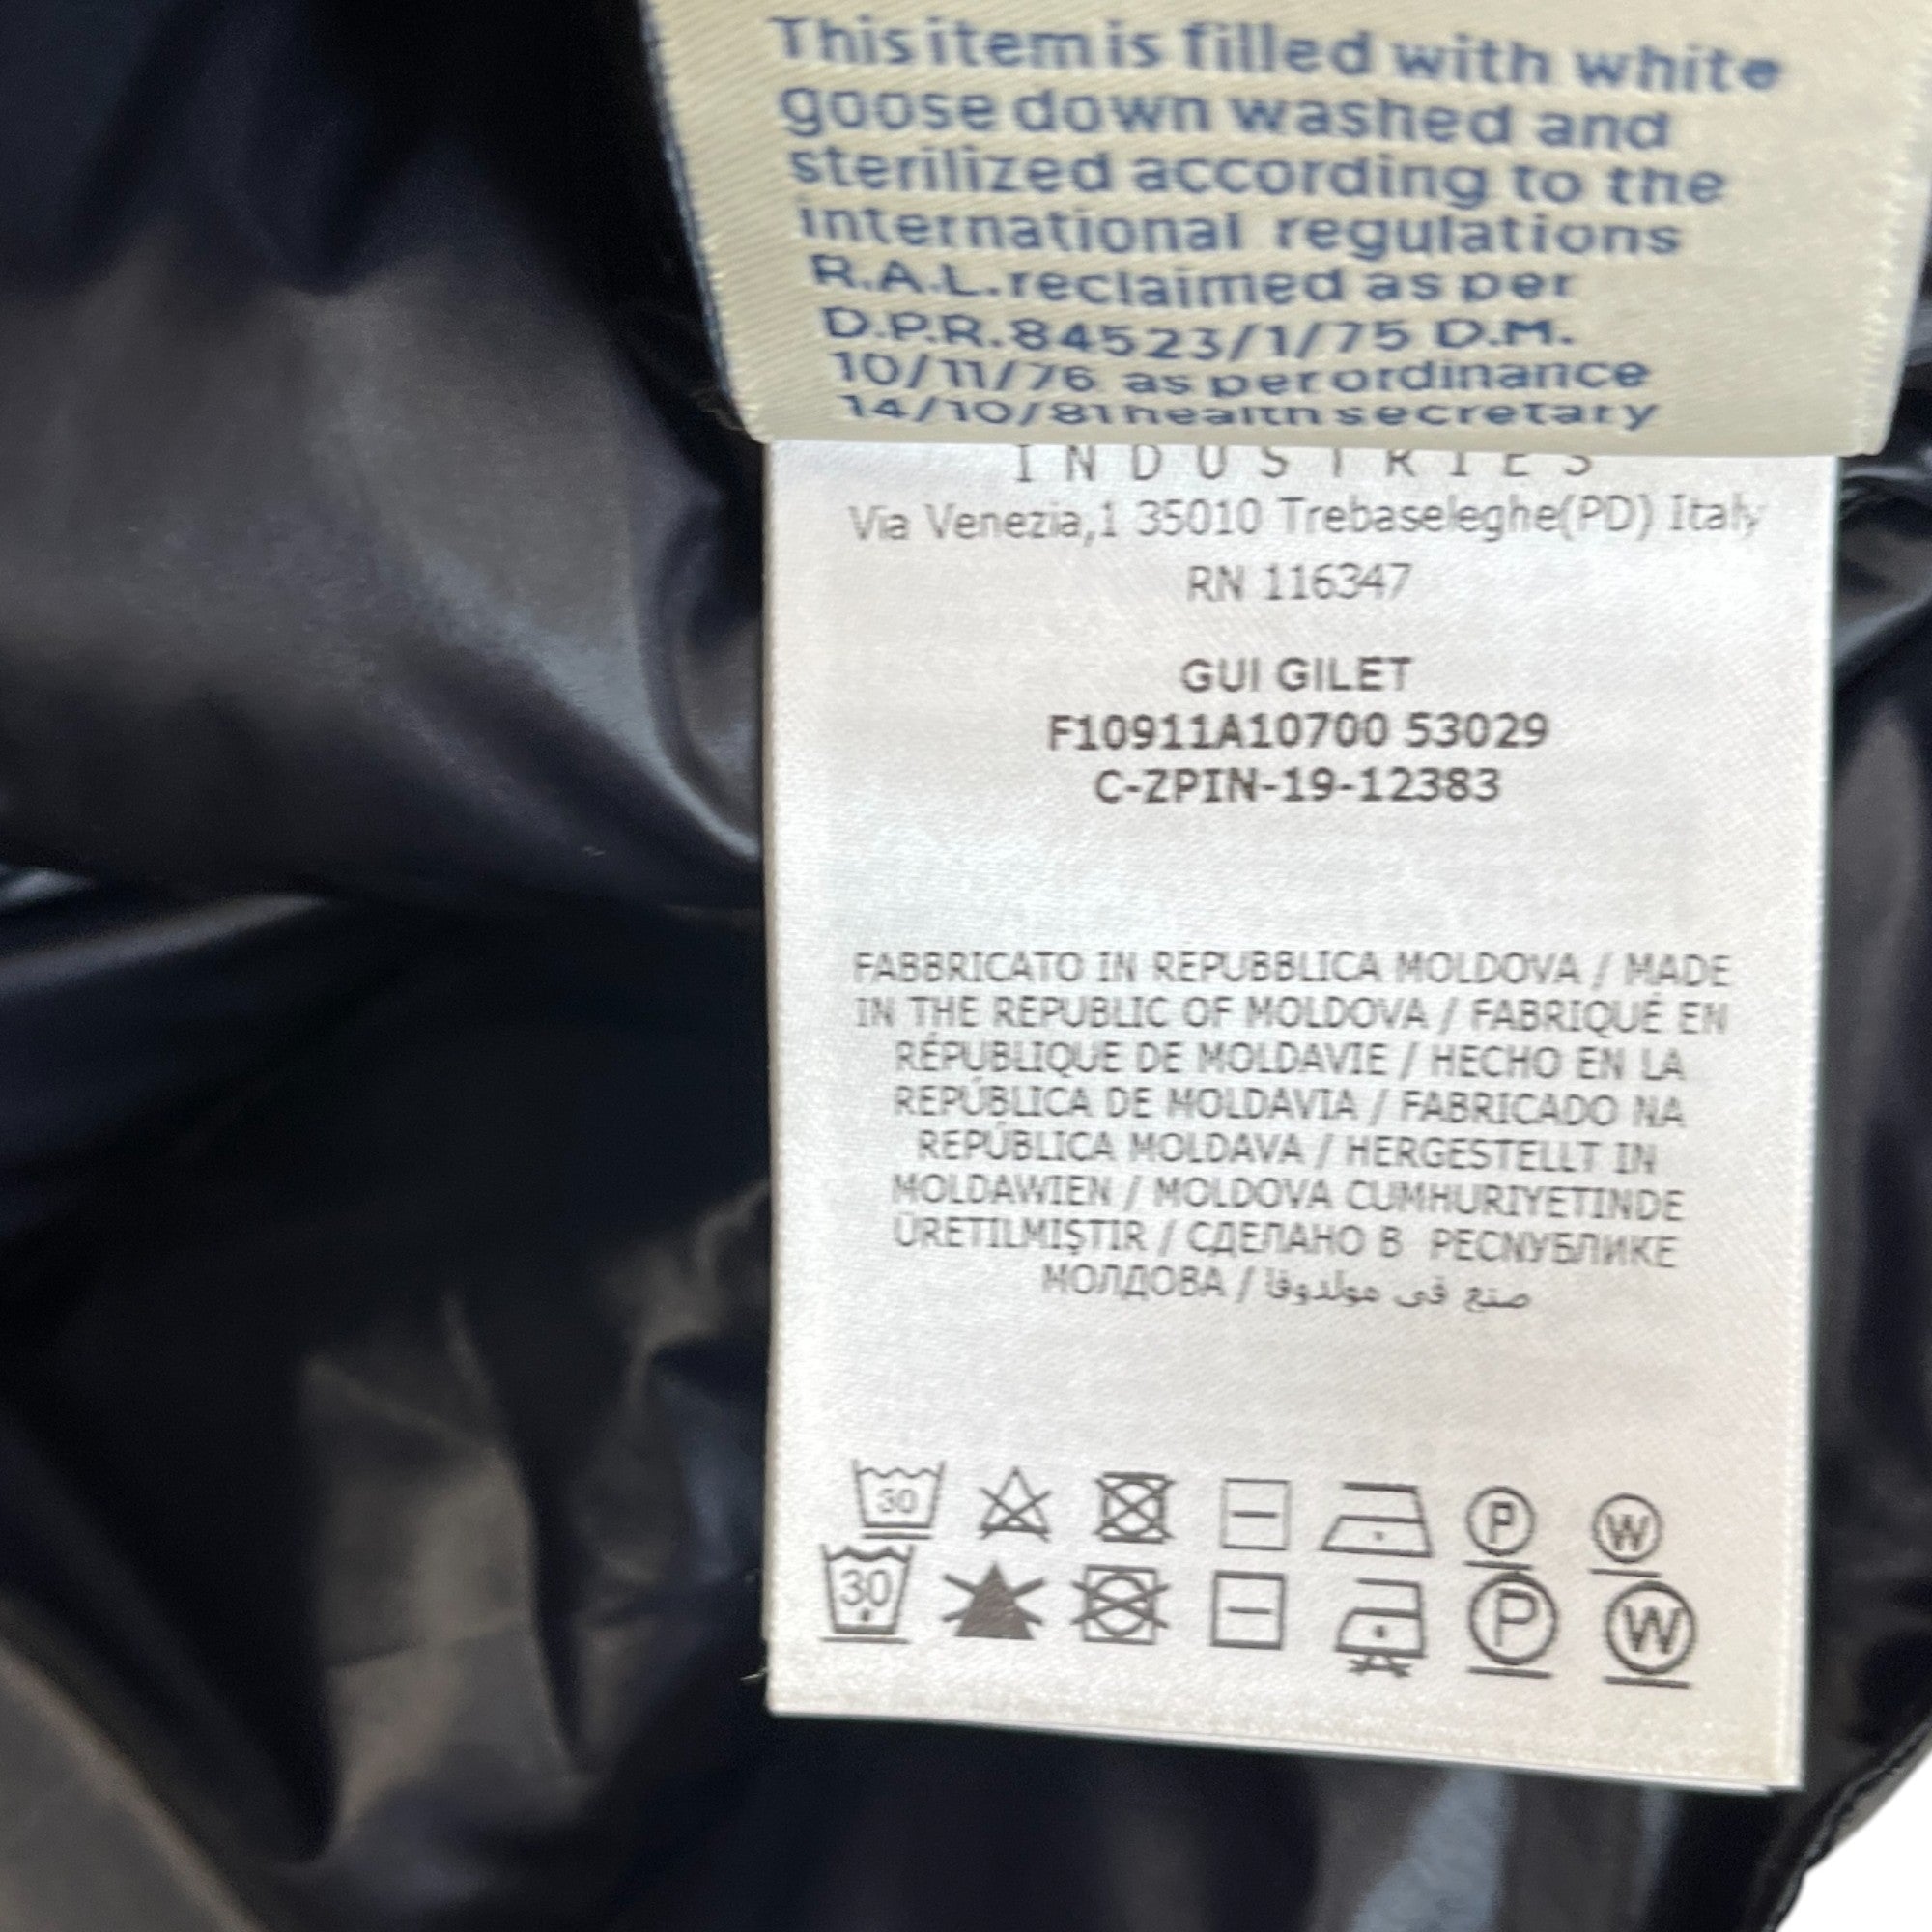 This item is filled with white
goose down washed and
sterilized according to the
international regulations
R.A.L. reclaimed as per
D.P.R. 84523/1/75 D.M.
10/11/76 as per ordinance
14/10/81 health secretary
INDUSTRIES
Via Venezia,1 35010 Trebaseleghe(PD) Italy
RN 116347
GUI GILET
F10911A10700 53029
C-ZPIN-19-12383
FABBRICATO IN REPUBBLICA MOLDOVA / MADE
IN THE REPUBLIC OF MOLDOVA / FABRIQUÉ EN
RÉPUBLIQUE DE MOLDAVIE / HECHO EN LA
REPÚBLICA DE MOLDAVIA / FABRICADO NA
REPÚBLICA MOLDAVA / HERGESTELLT IN
MOLDAWIEN / MOLDOVA CUMHURIYETINDE
ÜRETILMIŞTIR / СДЕЛАНО В РЕСПУБЛИКЕ
МОЛДОВА / صنع في مولدوفا
30 P W
30 P W